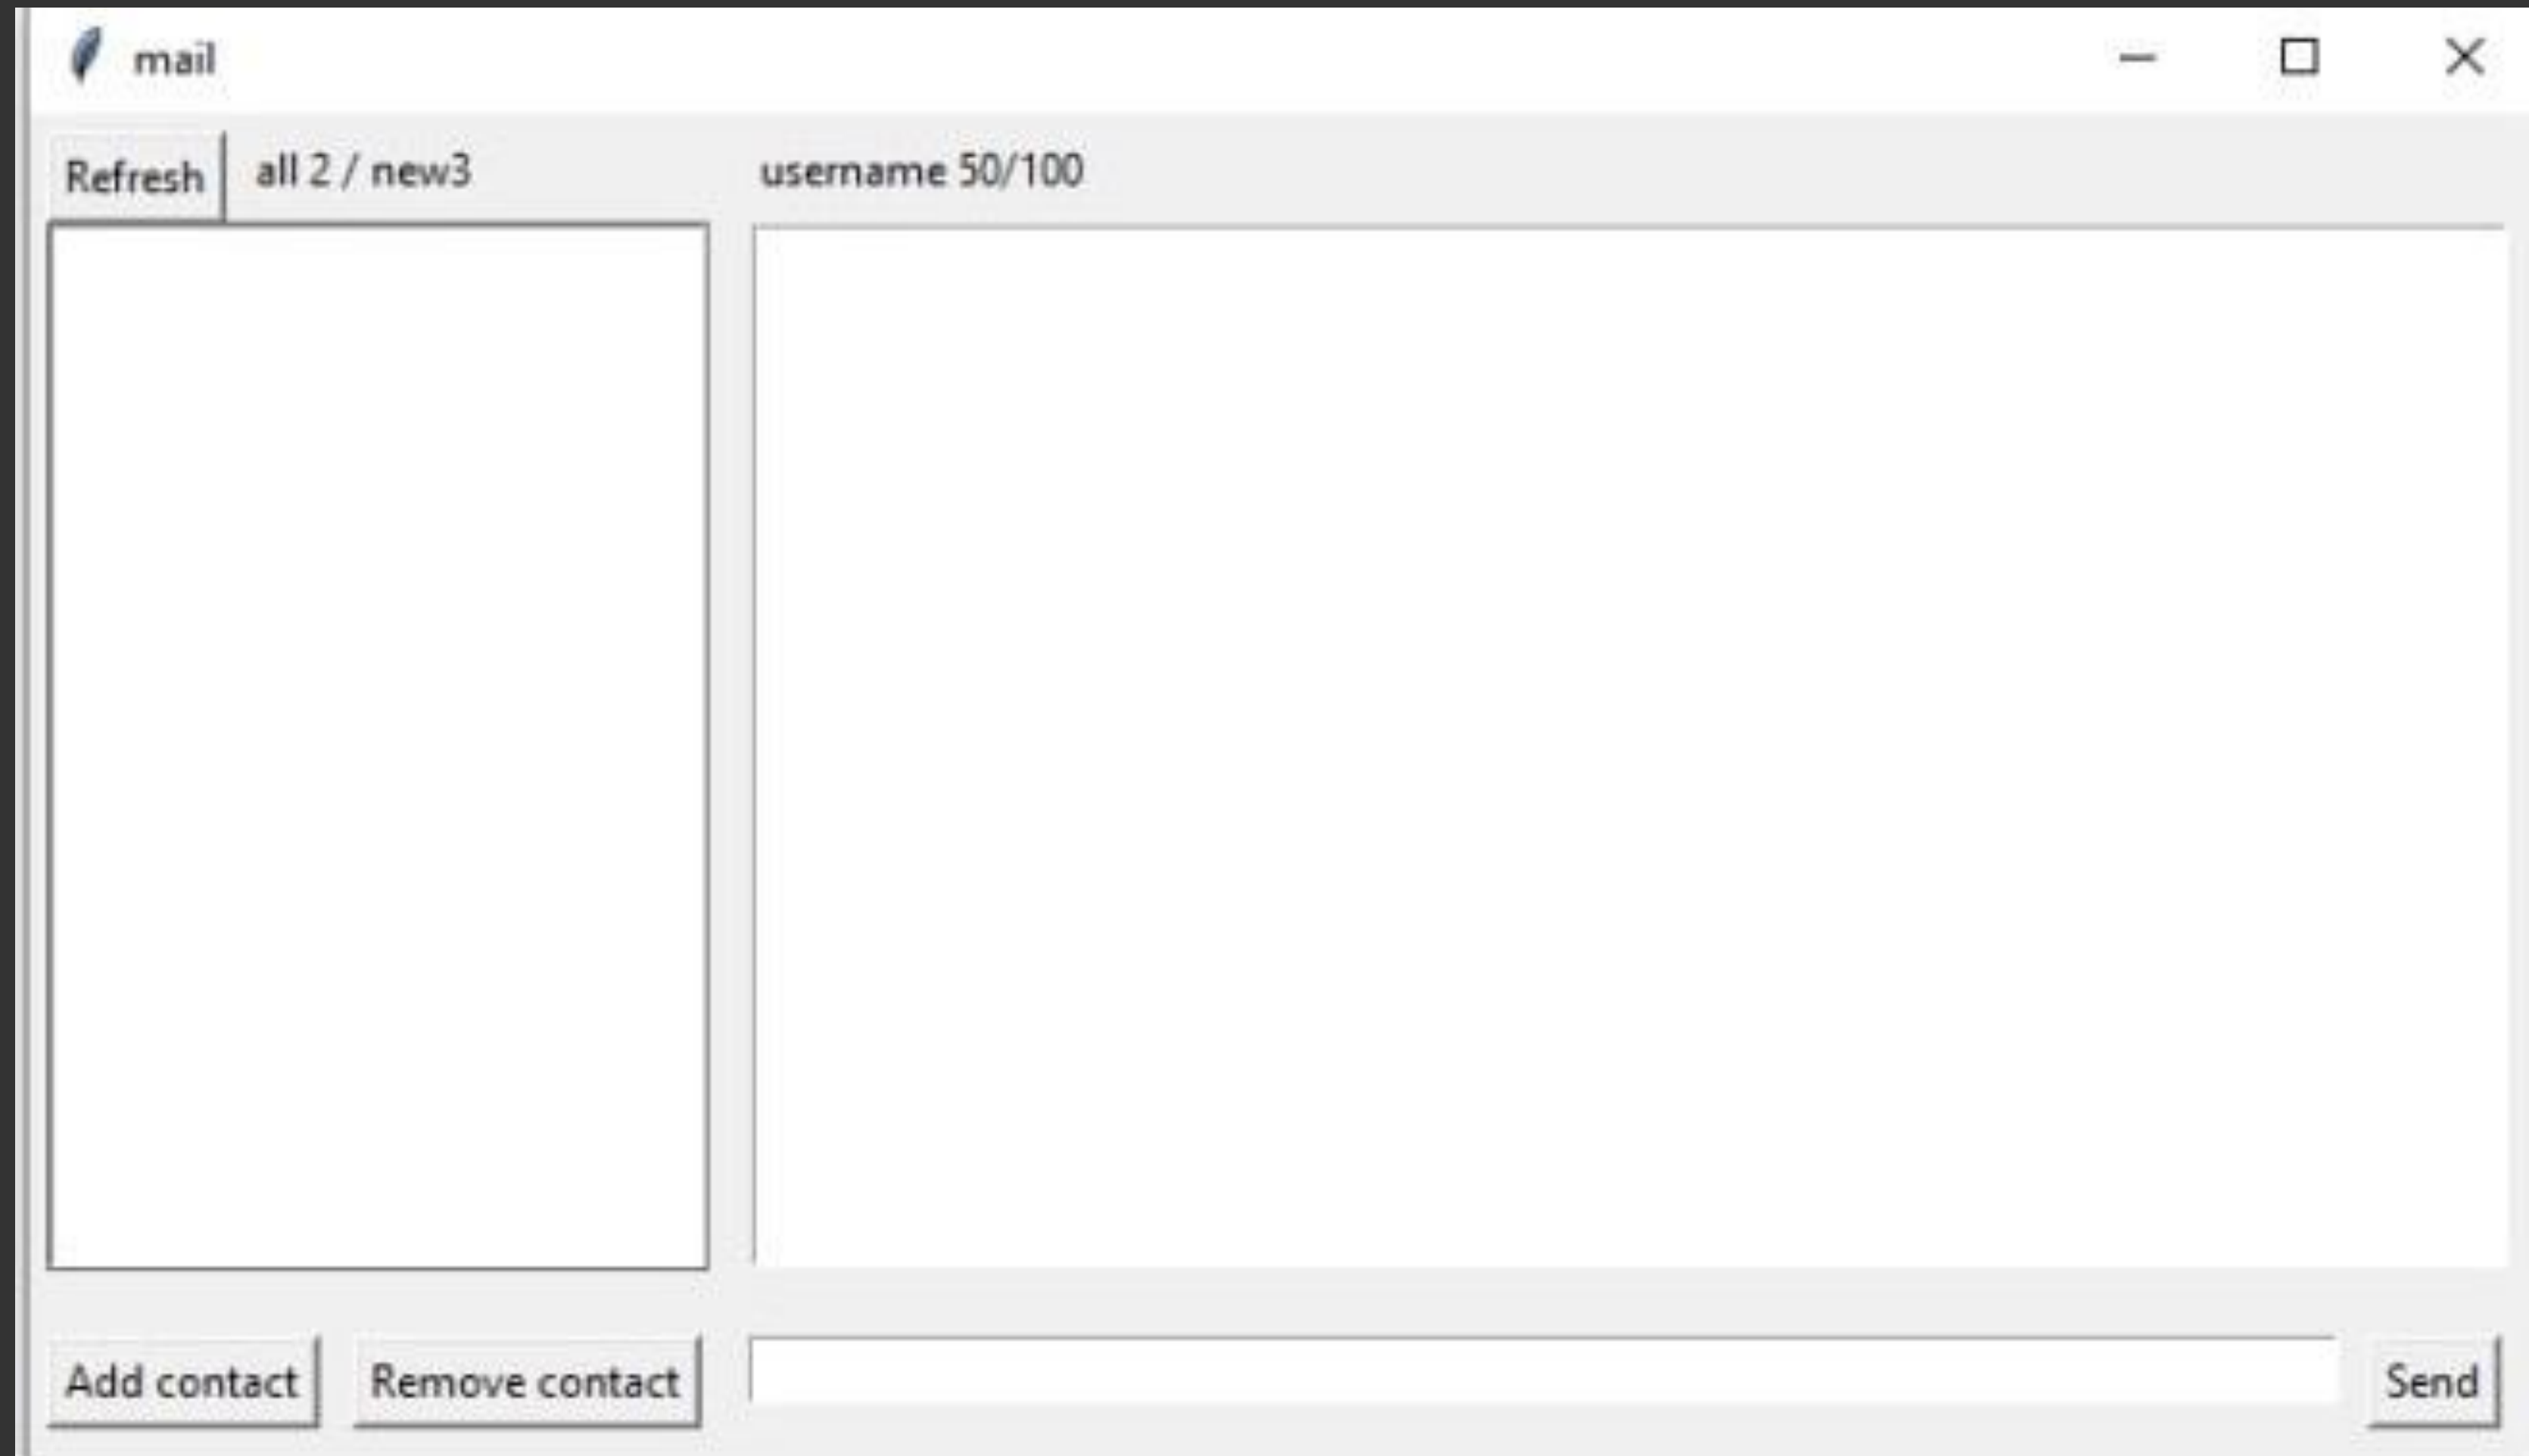 mail
Refresh all 2 / new3 username 50/100
Add contact Remove contact Send